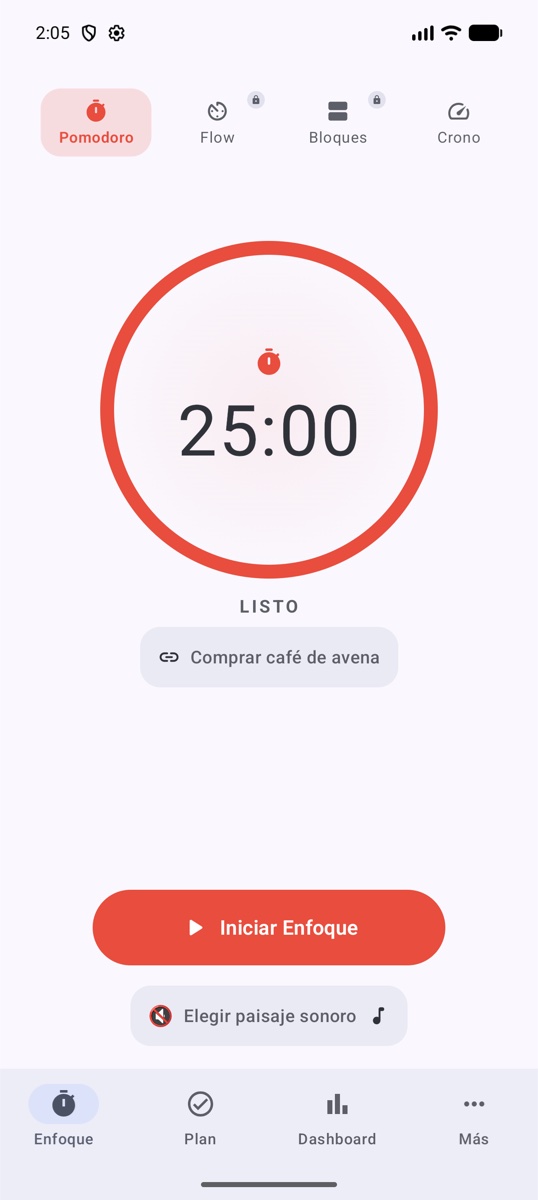 2:05
Pomodoro
Flow
Bloques
Crono
25:00
LISTO
Comprar café de avena
Iniciar Enfoque
Elegir paisaje sonoro
Enfoque
Plan
Dashboard
Más